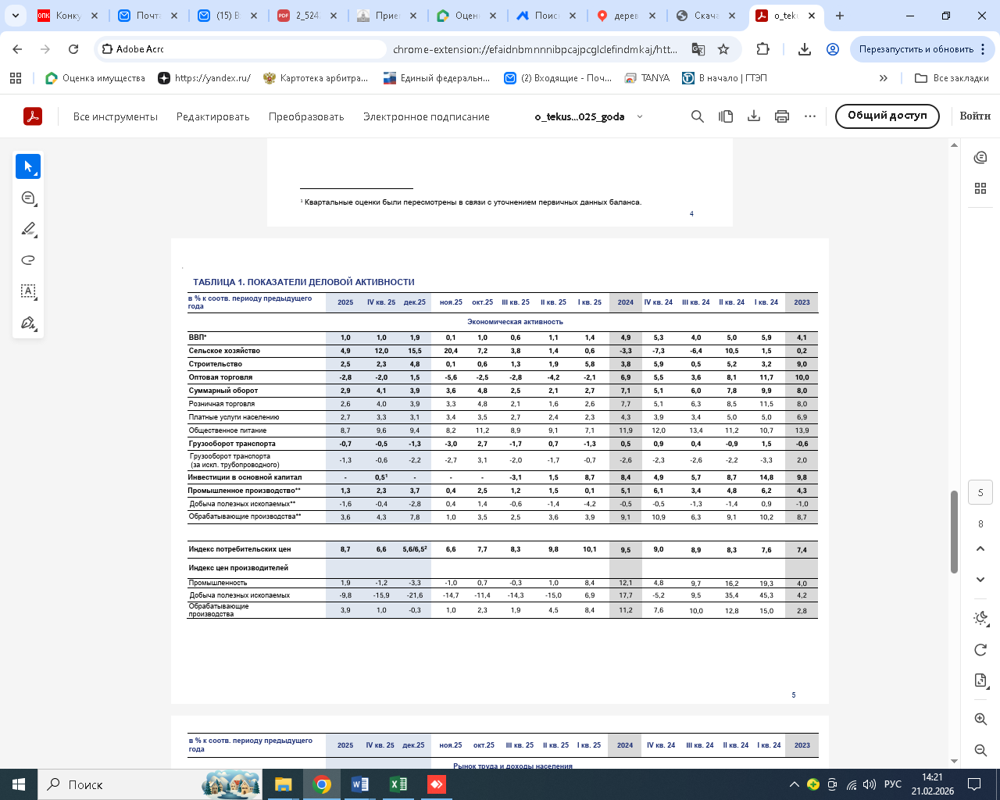 Конку
Почт
(15) В
2_524
Прие
Оцен
Поис
дерев
Скача
o_teku
Adobe Acrc
chrome-extension://efaidnbmnnnibpcajpcglclefindmkaj/htt...
Перезапустить и обновить
Оценка имущества
https://yandex.ru/
Картотека арбитра...
Единый федеральн...
(2) Входящие - Поч...
TANYA
В начало | ГТЭП
Все закладки
Все инструменты
Редактировать
Преобразовать
Электронное подписание
o_tekus...025_goda
Общий доступ
Войти
¹ Квартальные оценки были пересмотрены в связи с уточнением первичных данных баланса.
4
ТАБЛИЦА 1. ПОКАЗАТЕЛИ ДЕЛОВОЙ АКТИВНОСТИ
в % к соотв. периоду предыдущего года 2025 IV кв. 25 дек.25 ноя.25 окт.25 III кв. 25 II кв. 25 I кв. 25 2024 IV кв. 24 III кв. 24 II кв. 24 I кв. 24 2023
Экономическая активность
ВВП* 1,0 1,0 1,9 0,1 1,0 0,6 1,1 1,4 4,9 5,3 4,0 5,0 5,9 4,1
Сельское хозяйство 4,9 12,0 15,5 20,4 7,2 3,8 1,4 0,6 -3,3 -7,3 -6,4 10,5 1,5 0,2
Строительство 2,5 2,3 4,8 0,1 0,6 1,3 1,9 5,8 3,8 5,9 0,5 5,2 3,2 9,0
Оптовая торговля -2,8 -2,0 1,5 -5,6 -2,5 -2,8 -4,2 -2,1 6,9 5,5 3,6 8,1 11,7 10,0
Суммарный оборот 2,9 4,1 3,9 3,6 4,8 2,5 2,1 2,7 7,1 5,1 6,0 7,8 9,9 8,0
Розничная торговля 2,6 4,0 3,9 3,3 4,8 2,1 1,6 2,6 7,7 5,1 6,3 8,5 11,5 8,0
Платные услуги населению 2,7 3,3 3,1 3,4 3,5 2,7 2,4 2,3 4,3 3,9 3,4 5,0 5,0 6,9
Общественное питание 8,7 9,6 9,4 8,2 11,2 8,9 9,1 7,1 11,9 12,0 13,4 11,2 10,7 13,9
Грузооборот транспорта -0,7 -0,5 -1,3 -3,0 2,7 -1,7 0,7 -1,3 0,5 0,9 0,4 -0,9 1,5 -0,6
Грузооборот транспорта
(за искл. трубопроводного) -1,3 -0,6 -2,2 -2,7 3,1 -2,0 -1,7 -0,7 -2,6 -2,3 -2,6 -2,2 -3,3 2,0
Инвестиции в основной капитал - 0,5¹ - - - -3,1 1,5 8,7 8,4 4,9 5,7 8,7 14,8 9,8
Промышленное производство** 1,3 2,3 3,7 0,4 2,5 1,2 1,5 0,1 5,1 6,1 3,4 4,8 6,2 4,3
Добыча полезных ископаемых** -1,6 -0,4 -2,8 0,4 1,4 -0,6 -1,4 -4,2 -0,5 -0,5 -1,3 -1,4 0,9 -1,0
Обрабатывающие производства** 3,6 4,3 7,8 1,0 3,5 2,5 3,6 3,9 9,1 10,9 6,3 9,1 10,2 8,7
Индекс потребительских цен 8,7 6,6 5,6/6,5² 6,6 7,7 8,3 9,8 10,1 9,5 9,0 8,9 8,3 7,6 7,4
Индекс цен производителей
Промышленность 1,9 -1,2 -3,3 -1,0 0,7 -0,3 1,0 8,4 12,1 4,8 9,7 16,2 19,3 4,0
Добыча полезных ископаемых -9,8 -15,9 -21,6 -14,7 -11,4 -14,3 -15,0 6,9 17,7 -5,2 9,5 35,4 45,3 4,2
Обрабатывающие
производства 3,9 1,0 -0,3 1,0 2,3 1,9 4,5 8,4 11,2 7,6 10,0 12,8 15,0 2,8
5
в % к соотв. периоду предыдущего года 2025 IV кв. 25 дек.25 ноя.25 окт.25 III кв. 25 II кв. 25 I кв. 25 2024 IV кв. 24 III кв. 24 II кв. 24 I кв. 24 2023
Рынок труда и доходы населения
5
8
Поиск
РУС
14:21
21.02.2026